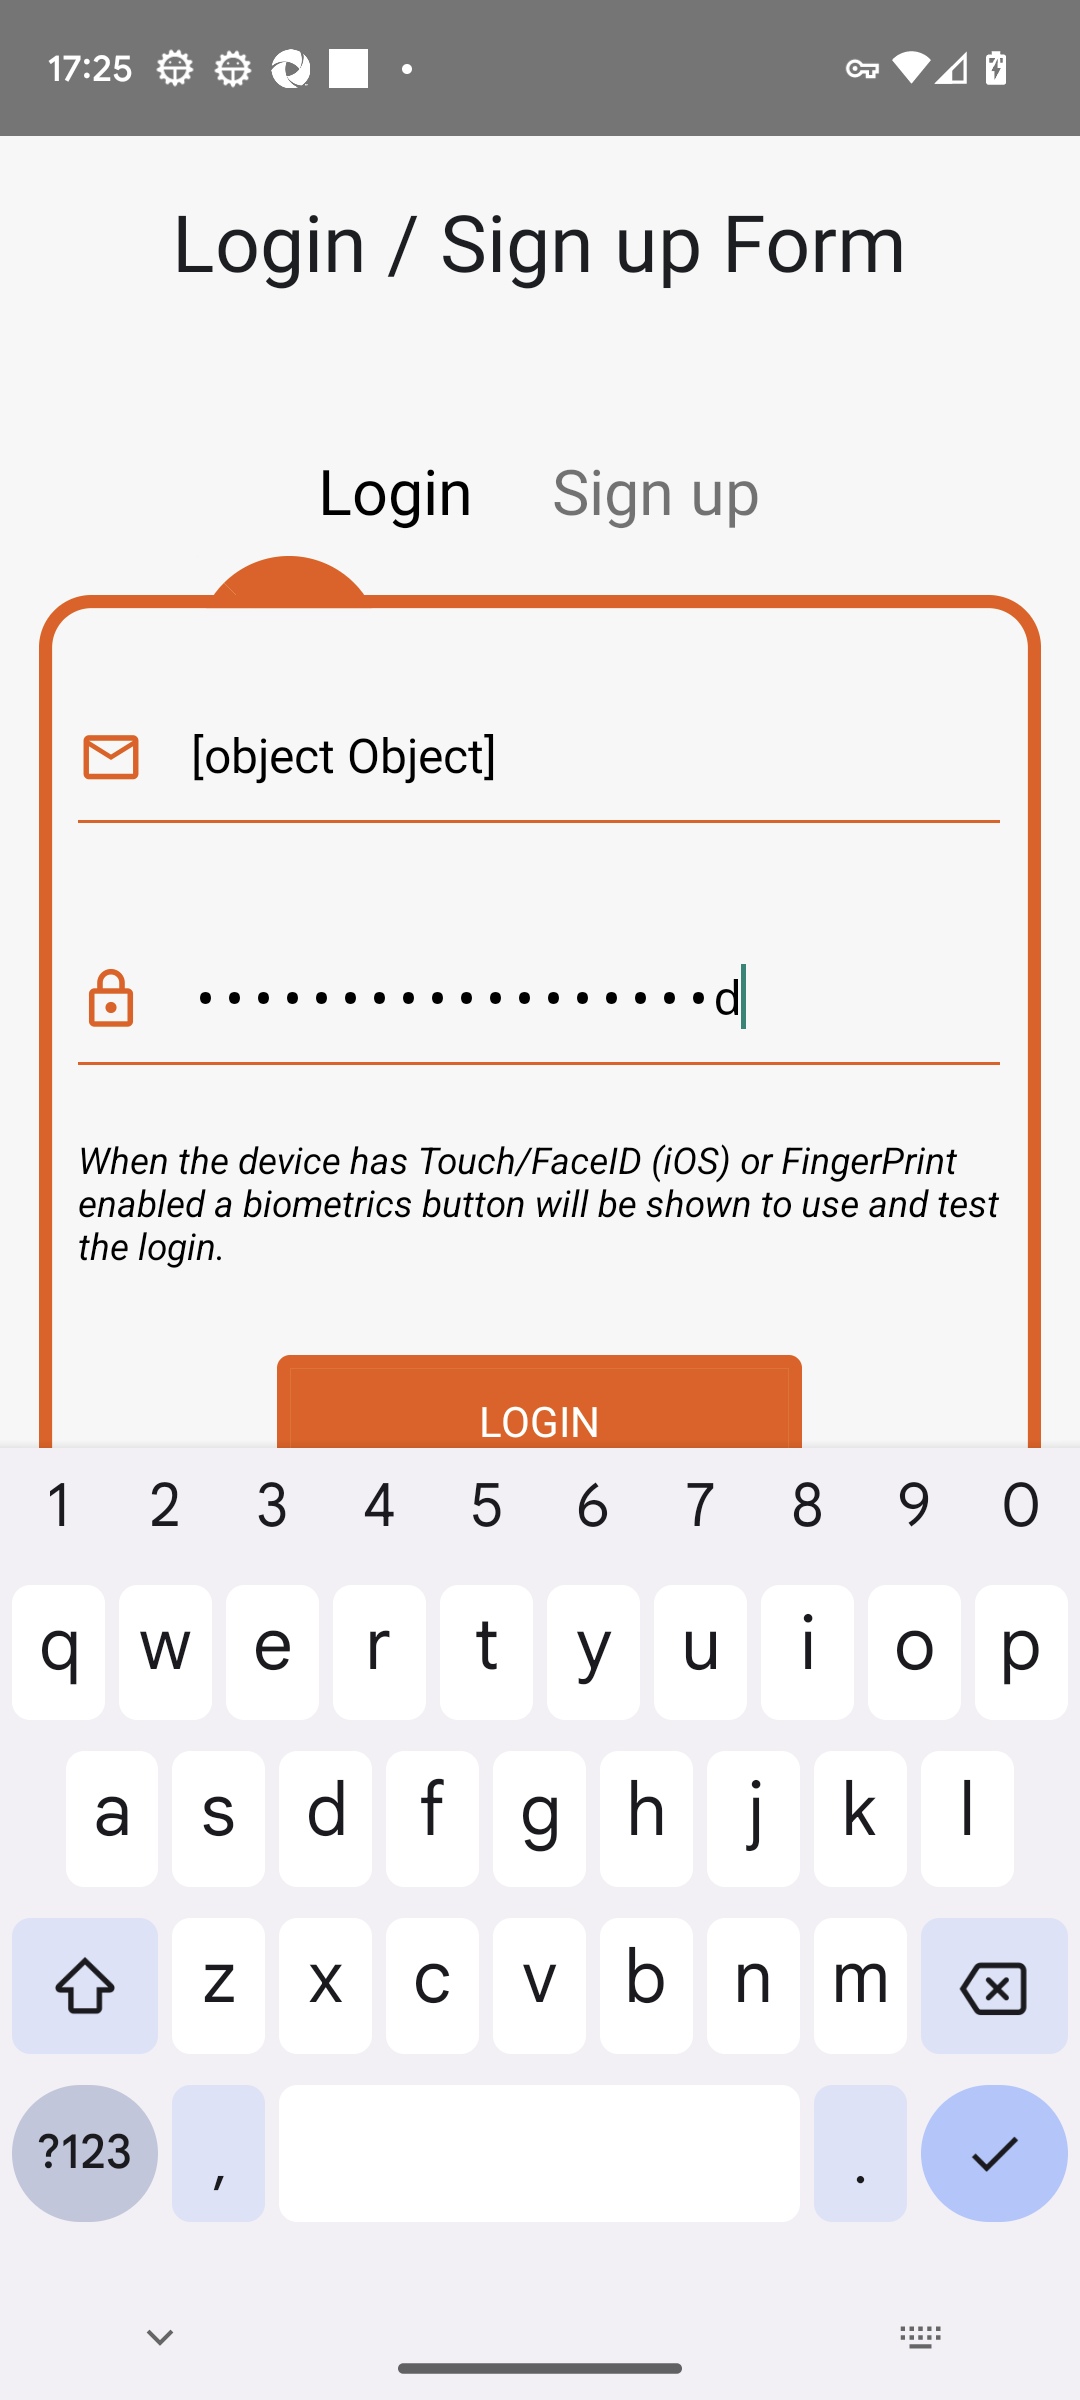 17:25
Login / Sign up Form
Login Sign up
[object Object]
••••••••••••••••••d
When the device has Touch/FaceID (iOS) or FingerPrint
enabled a biometrics button will be shown to use and test
the login.
LOGIN
1 2 3 4 5 6 7 8 9 0
q w e r t y u i o p
a s d f g h j k l
z x c v b n m
?123 , .